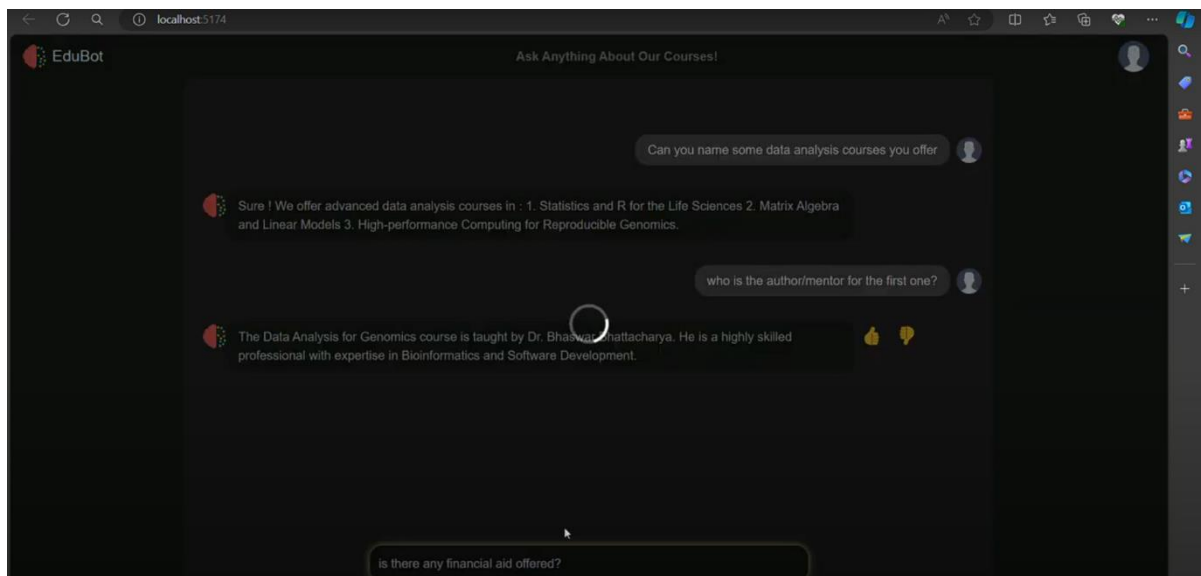 localhost:5174
EduBot
Ask Anything About Our Courses!
Can you name some data analysis courses you offer
Sure ! We offer advanced data analysis courses in : 1. Statistics and R for the Life Sciences 2. Matrix Algebra
and Linear Models 3. High-performance Computing for Reproducible Genomics.
who is the author/mentor for the first one?
The Data Analysis for Genomics course is taught by Dr. Bhaswar Bhattacharya. He is a highly skilled
professional with expertise in Bioinformatics and Software Development.
is there any financial aid offered?